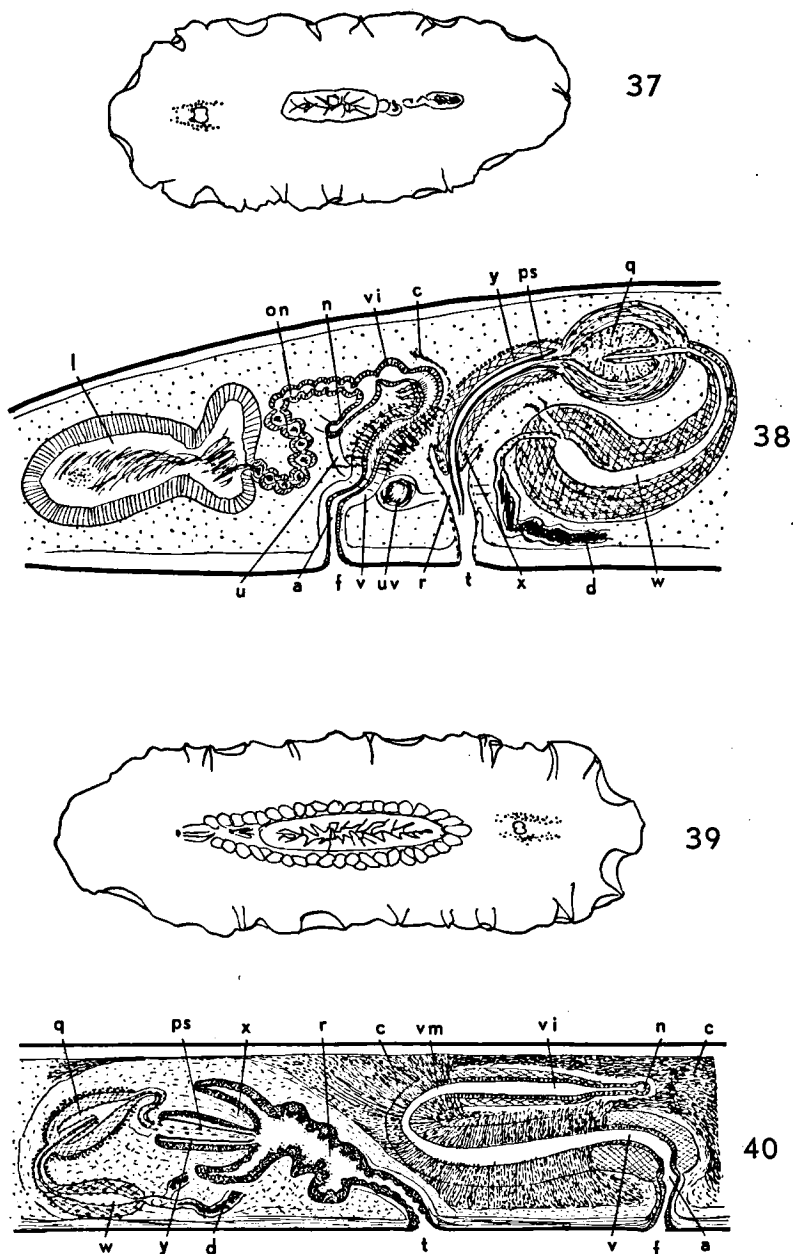 37
y ps q
on n vi c
l
38
u a f v uv r t x d w
39
q ps x r c vm vi n c
40
w y d t v f a